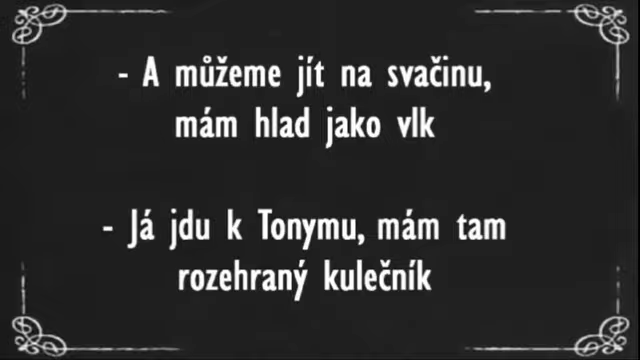 - A můžeme jít na svačinu,
mám hlad jako vlk
- Já jdu k Tonymu, mám tam
rozehraný kulečník